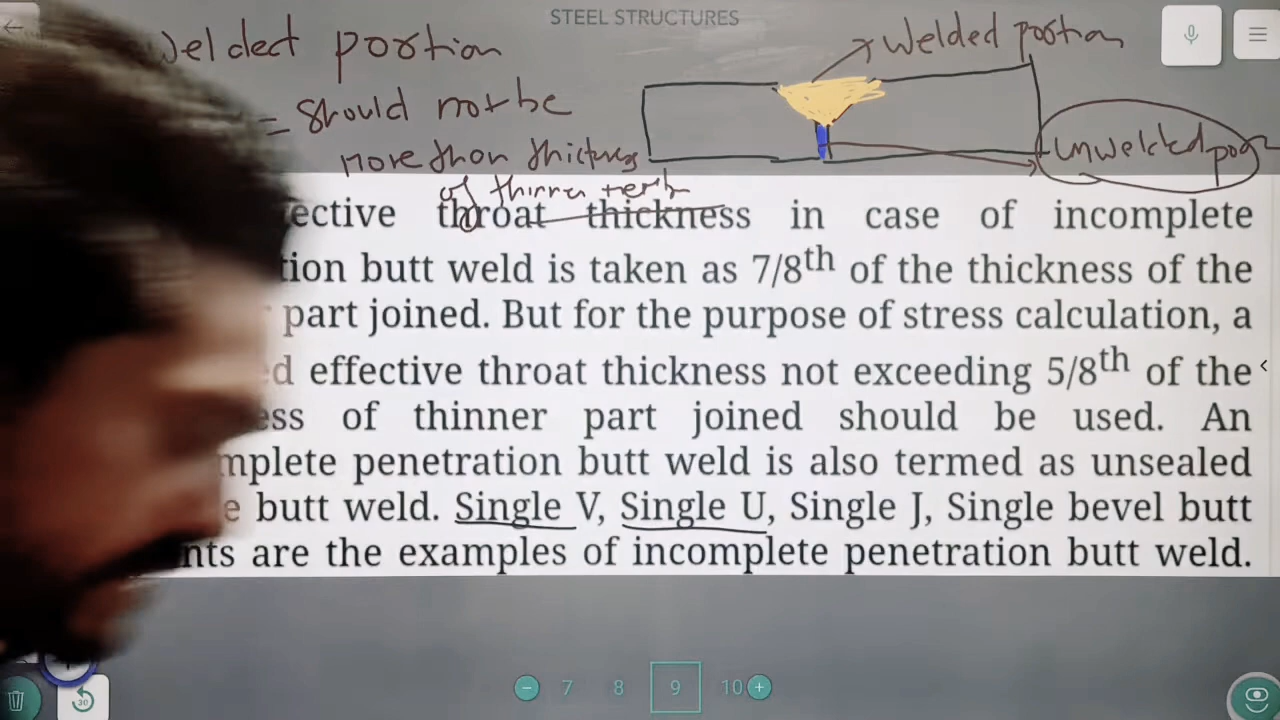 STEEL STRUCTURES
welded portion
welded portion
= should not be
more than thickness
of thinner
unwelded
ective throat thickness in case of incomplete
tion butt weld is taken as 7/8th of the thickness of the
part joined. But for the purpose of stress calculation, a
d effective throat thickness not exceeding 5/8th of the
ess of thinner part joined should be used. An
mplete penetration butt weld is also termed as unsealed
e butt weld. Single V, Single U, Single J, Single bevel butt
nts are the examples of incomplete penetration butt weld.
30
7 8 9 10